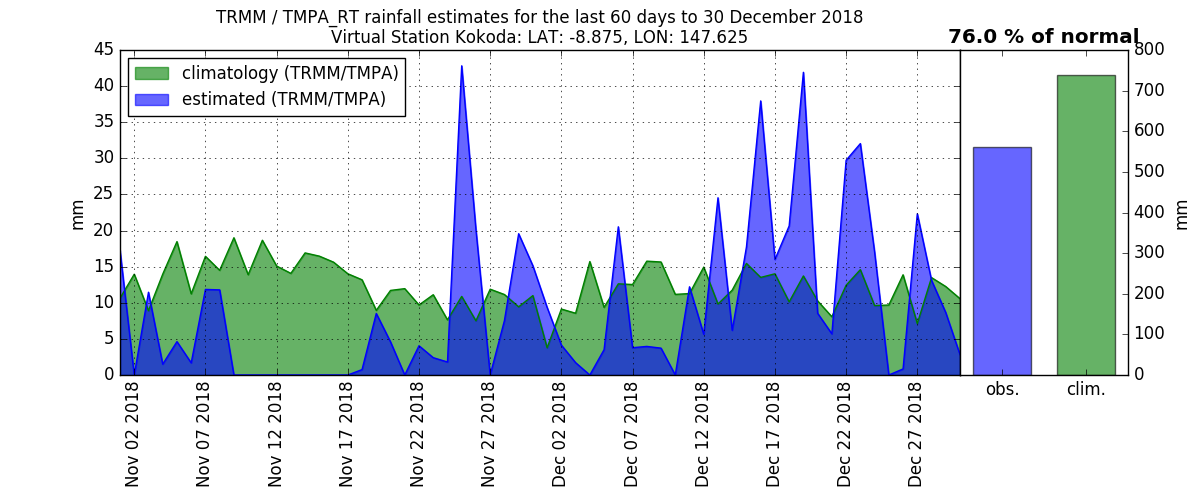 TRMM / TMPA_RT rainfall estimates for the last 60 days to 30 December 2018
Virtual Station Kokoda: LAT: -8.875, LON: 147.625
76.0 % of normal
climatology (TRMM/TMPA)
estimated (TRMM/TMPA)
45
40
35
30
25
20
15
10
5
0
mm
Nov 02 2018
Nov 07 2018
Nov 12 2018
Nov 17 2018
Nov 22 2018
Nov 27 2018
Dec 02 2018
Dec 07 2018
Dec 12 2018
Dec 17 2018
Dec 22 2018
Dec 27 2018
obs.
clim.
800
700
600
500
400
300
200
100
0
mm